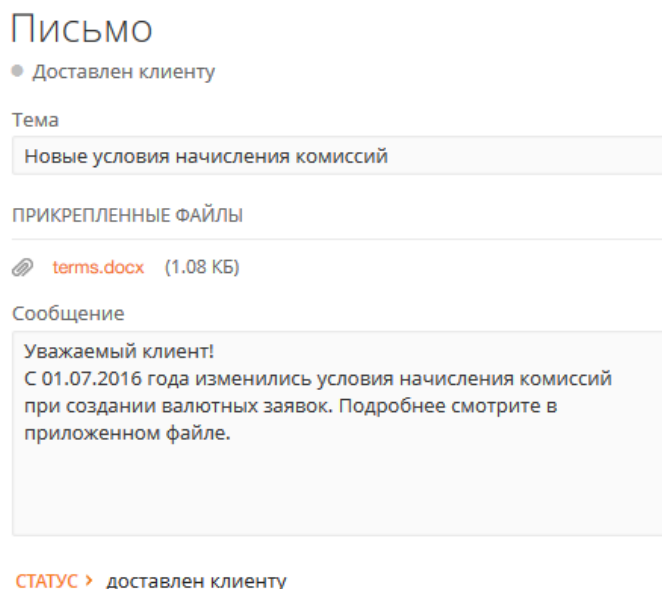 Письмо
Доставлен клиенту
Тема
Новые условия начисления комиссий
ПРИКРЕПЛЕННЫЕ ФАЙЛЫ
terms.docx (1.08 КБ)
Сообщение
Уважаемый клиент!
С 01.07.2016 года изменились условия начисления комиссий
при создании валютных заявок. Подробнее смотрите в
приложенном файле.
СТАТУС > доставлен клиенту